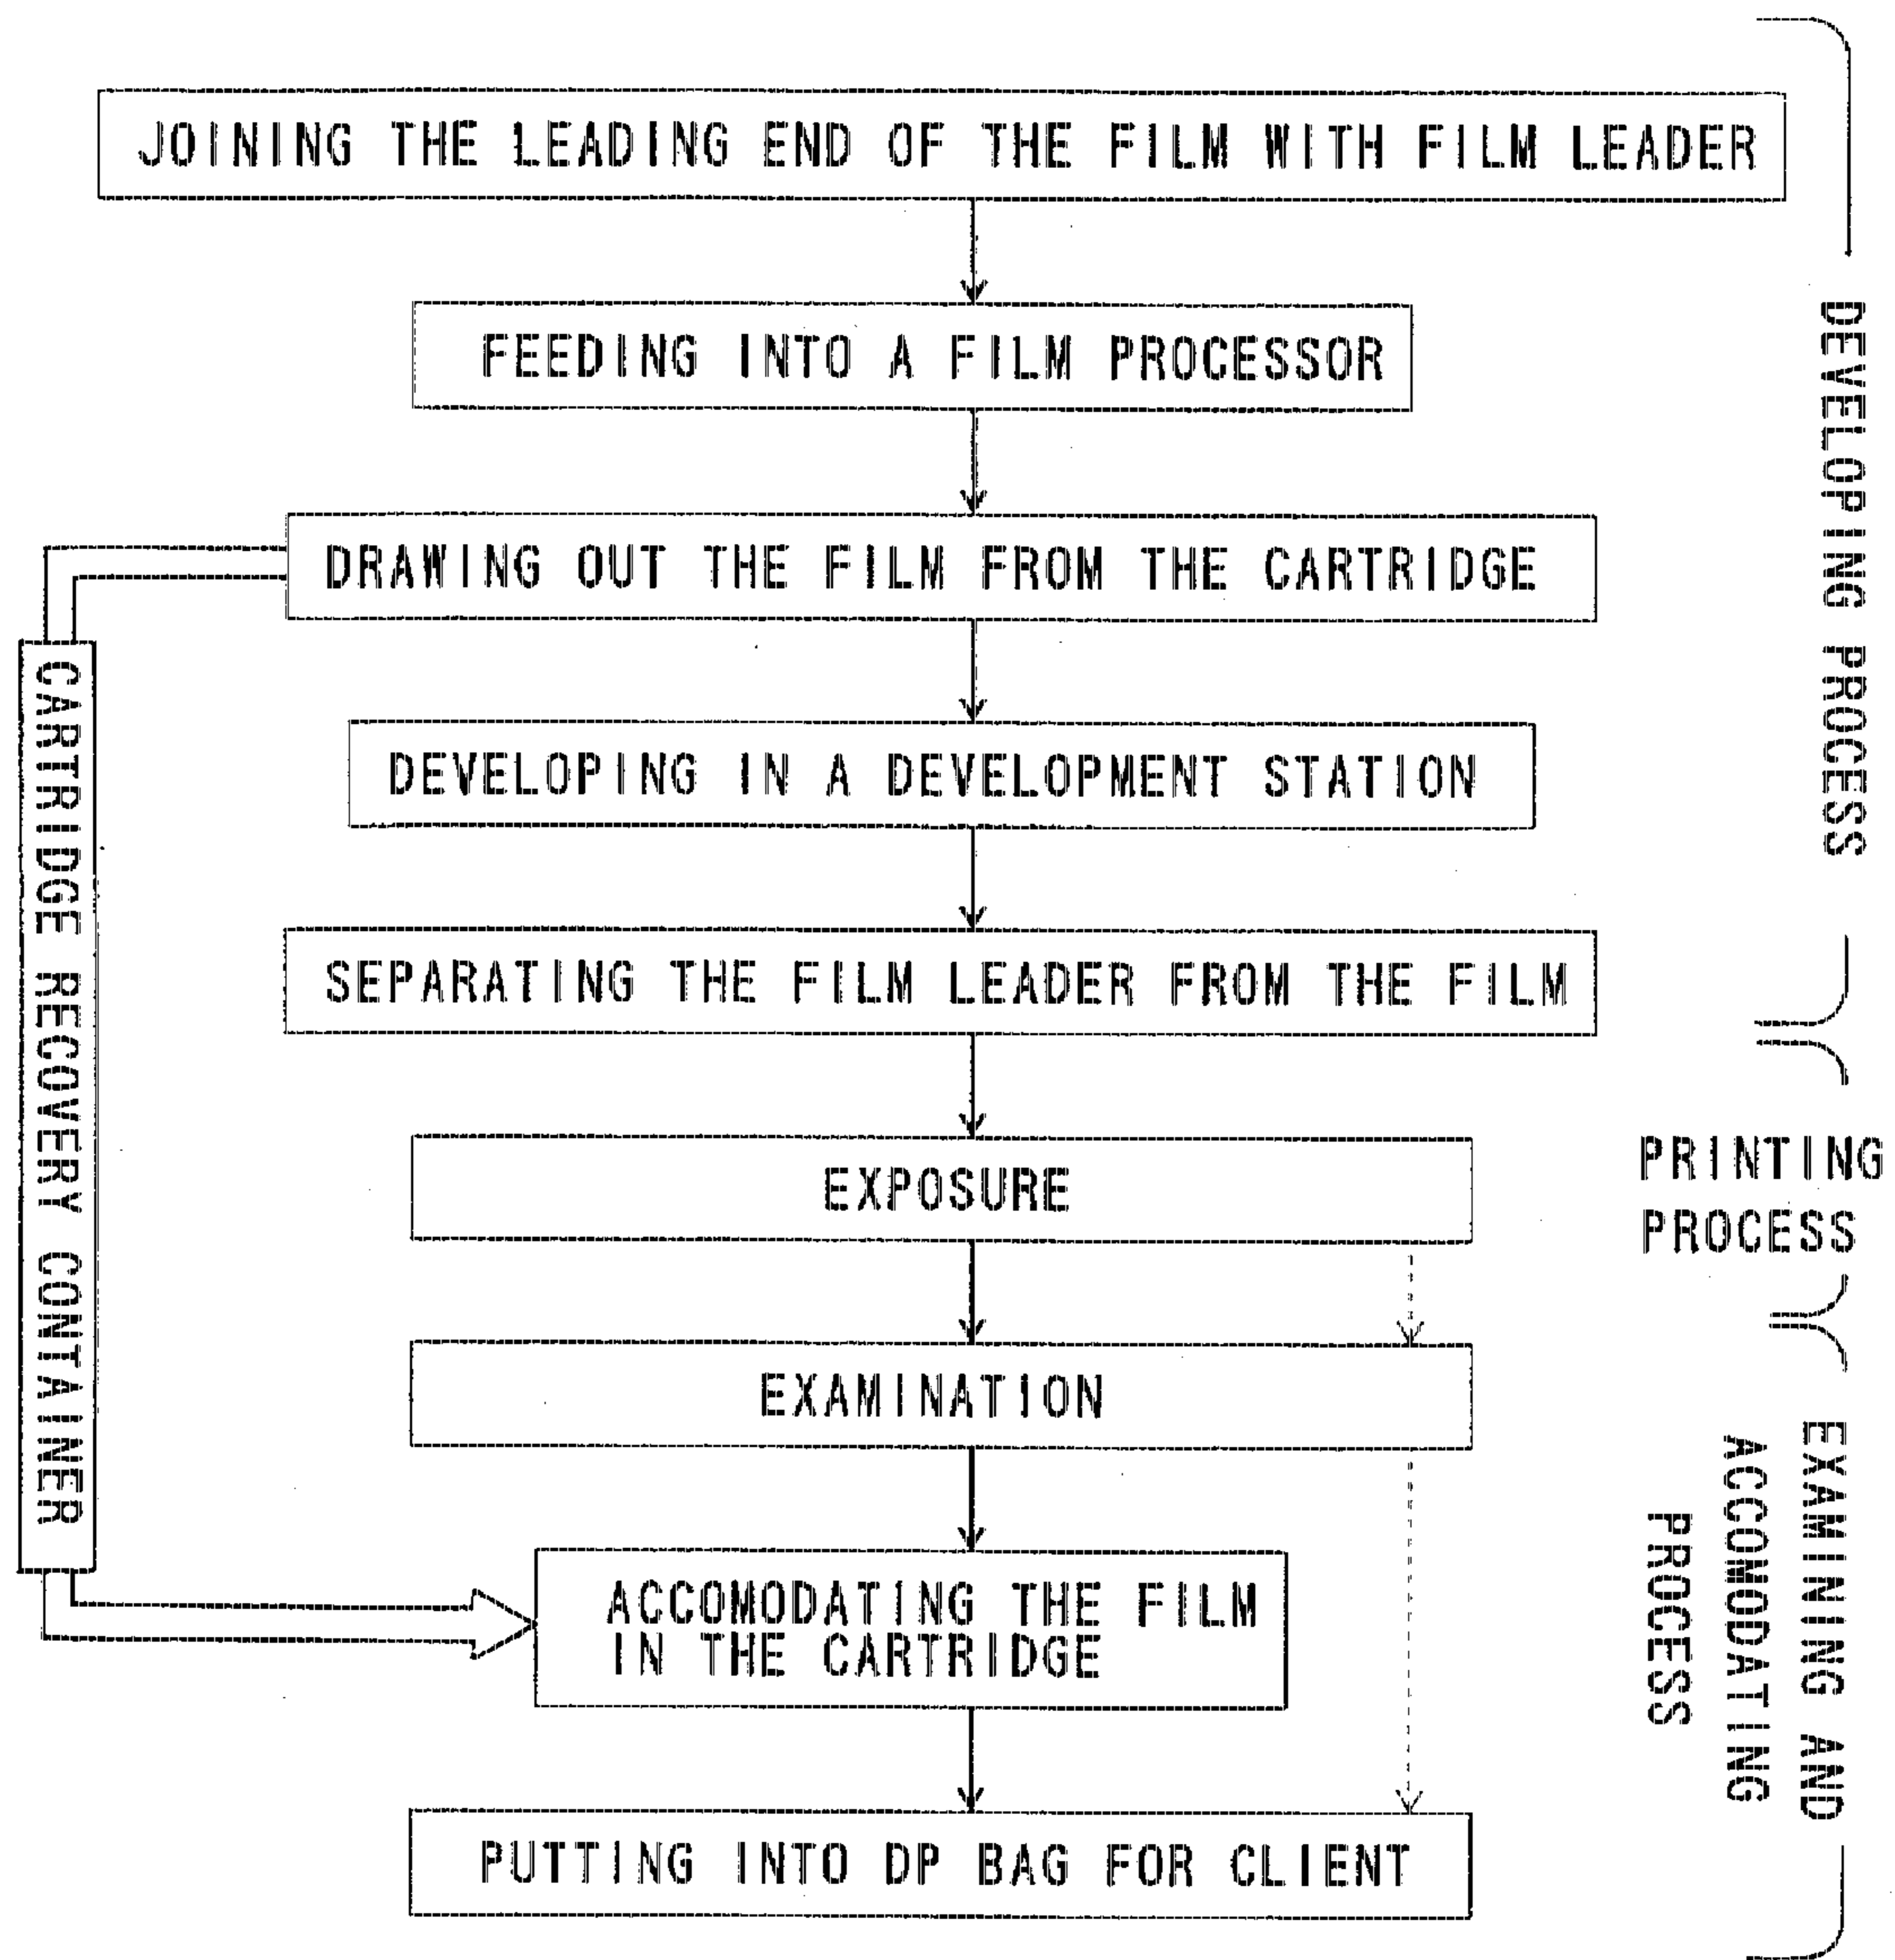 JOINING THE LEADING END OF THE FILM WITH FILM LEADER
FEEDING INTO A FILM PROCESSOR
DRAWING OUT THE FILM FROM THE CARTRIDGE
DEVELOPING IN A DEVELOPMENT STATION
SEPARATING THE FILM LEADER FROM THE FILM
DEVELOPING PROCESS
CARTRIDGE RECOVERY CONTAINER
EXPOSURE
PRINTING
PROCESS
EXAMINATION
ACCOMODATING THE FILM
IN THE CARTRIDGE
PUTTING INTO DP BAG FOR CLIENT
EXAMINING AND
ACCOMODATING
PROCESS